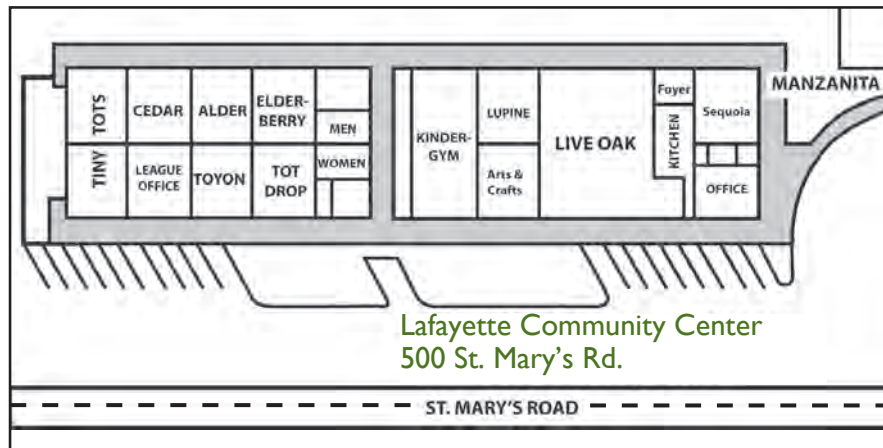 TINY TOTS
CEDAR
ALDER
ELDER-
BERRY
MEN
WOMEN
LEAGUE
OFFICE
TOYON
TOT
DROP
KINDER-
GYM
LUPINE
Arts &
Crafts
LIVE OAK
Foyer
KITCHEN
Sequoia
OFFICE
MANZANITA
Lafayette Community Center
500 St. Mary's Rd.
ST. MARY'S ROAD